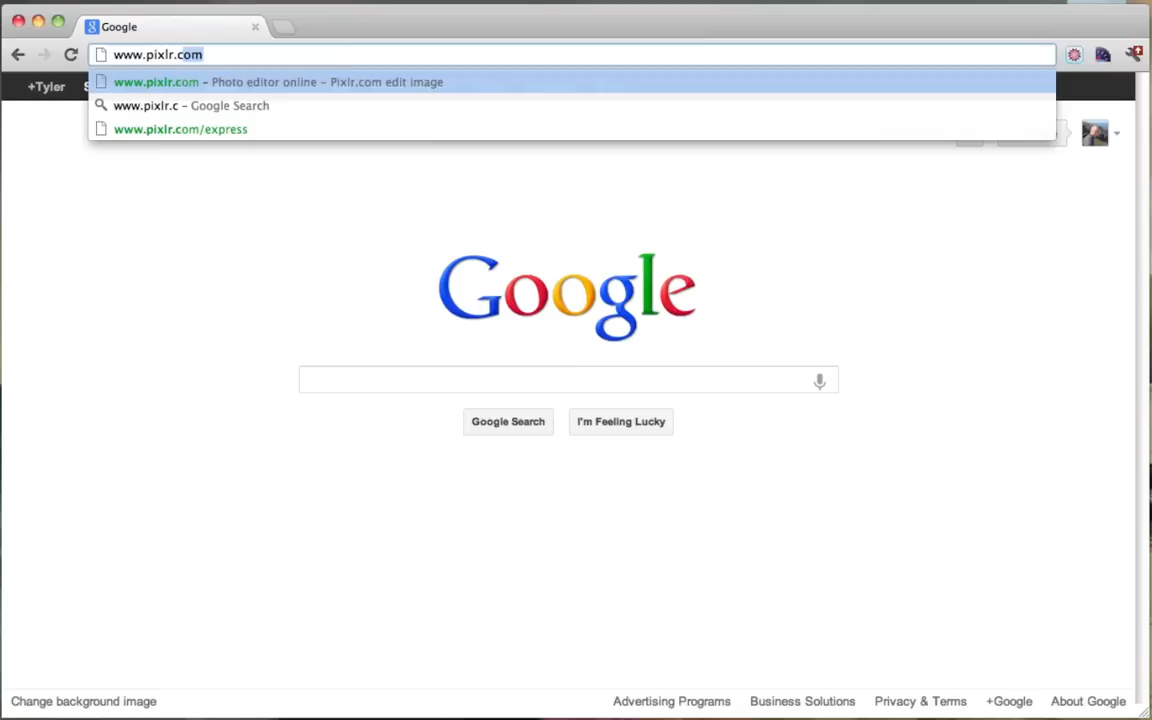 Google
www.pixlr.com
www.pixlr.com - Photo editor online - Pixlr.com edit image
www.pixlr.c - Google Search
www.pixlr.com/express
+Tyler S
Google
Google Search I'm Feeling Lucky
Change background image Advertising Programs Business Solutions Privacy & Terms +Google About Google